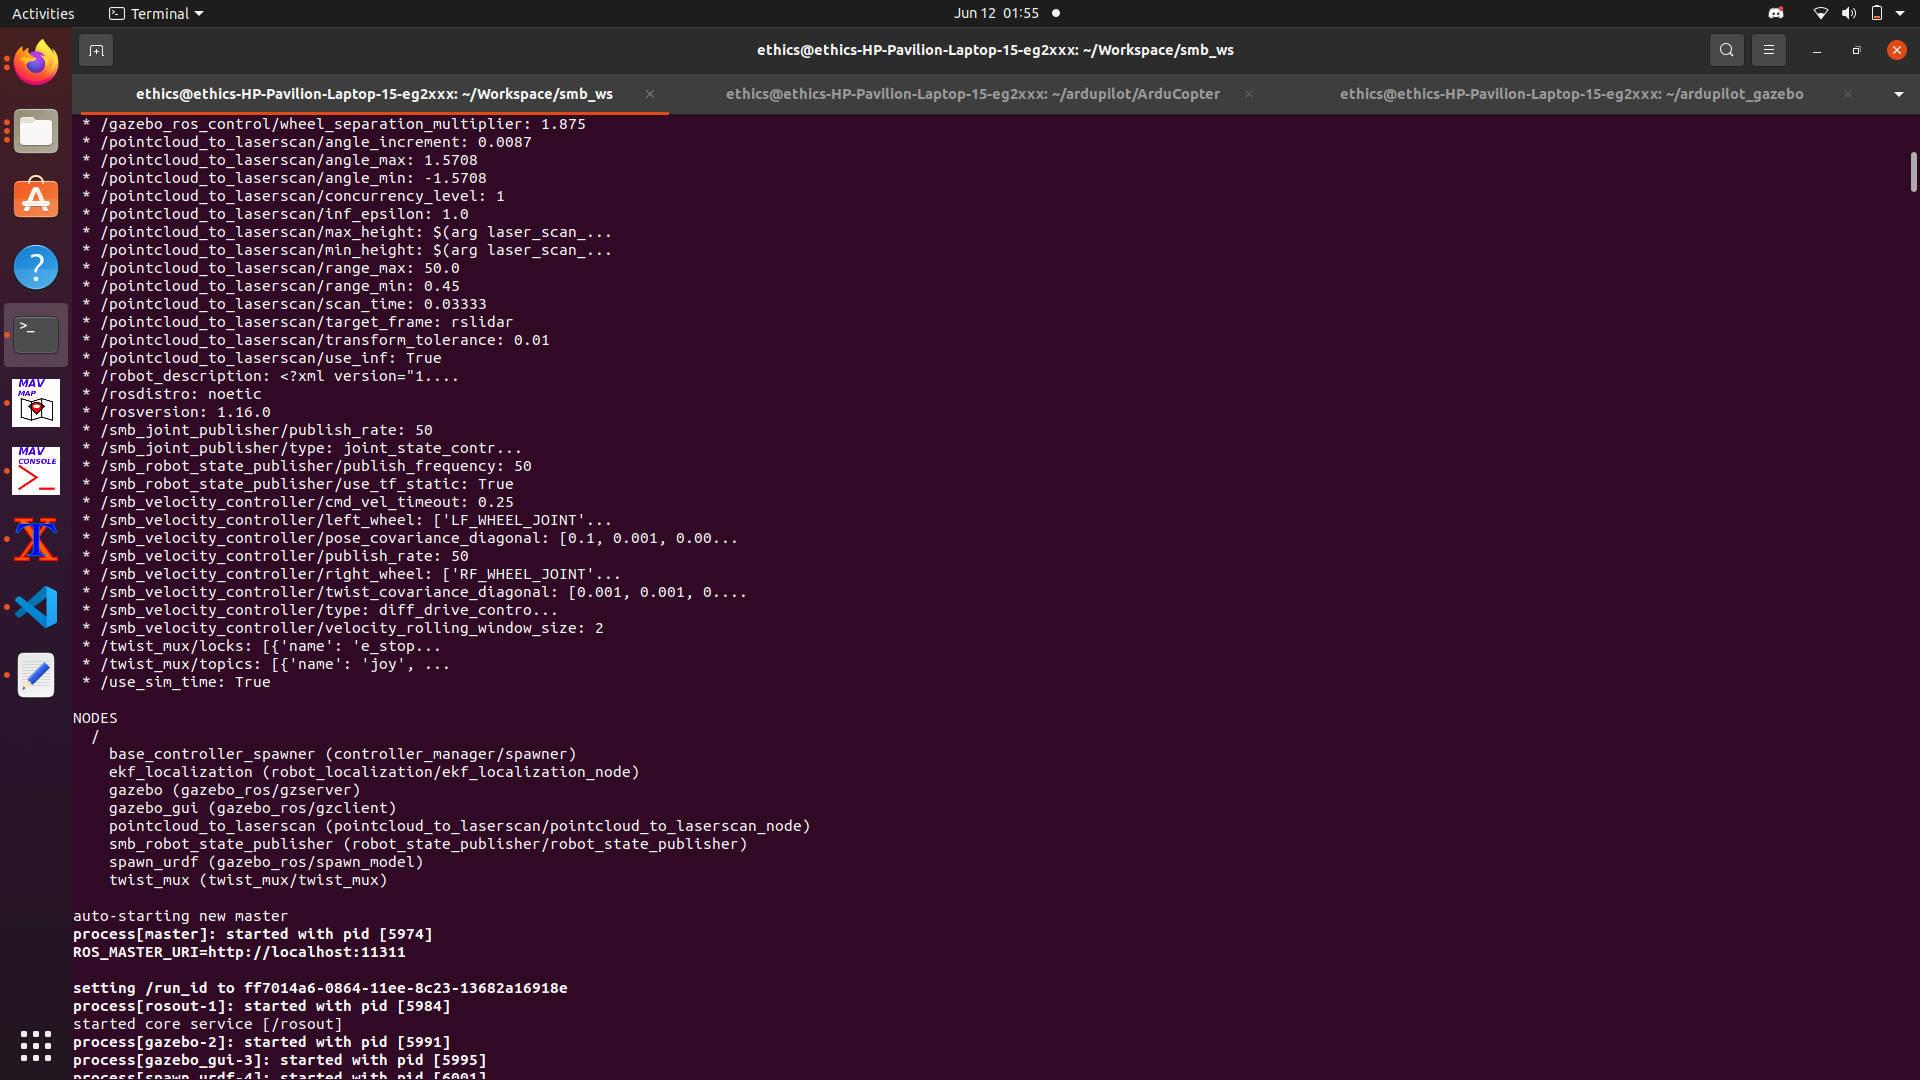 Activities
Terminal
Jun 12 01:55
ethics@ethics-HP-Pavilion-Laptop-15-eg2xxx: ~/Workspace/smb_ws
ethics@ethics-HP-Pavilion-Laptop-15-eg2xxx: ~/Workspace/smb_ws
ethics@ethics-HP-Pavilion-Laptop-15-eg2xxx: ~/ardupilot/ArduCopter
ethics@ethics-HP-Pavilion-Laptop-15-eg2xxx: ~/ardupilot_gazebo
* /gazebo_ros_control/wheel_separation_multiplier: 1.875
* /pointcloud_to_laserscan/angle_increment: 0.0087
* /pointcloud_to_laserscan/angle_max: 1.5708
* /pointcloud_to_laserscan/angle_min: -1.5708
* /pointcloud_to_laserscan/concurrency_level: 1
* /pointcloud_to_laserscan/inf_epsilon: 1.0
* /pointcloud_to_laserscan/max_height: $(arg laser_scan_...
* /pointcloud_to_laserscan/min_height: $(arg laser_scan_...
* /pointcloud_to_laserscan/range_max: 50.0
* /pointcloud_to_laserscan/range_min: 0.45
* /pointcloud_to_laserscan/scan_time: 0.03333
* /pointcloud_to_laserscan/target_frame: rslidar
* /pointcloud_to_laserscan/transform_tolerance: 0.01
* /pointcloud_to_laserscan/use_inf: True
* /robot_description: <?xml version="1....
* /rosdistro: noetic
* /rosversion: 1.16.0
* /smb_joint_publisher/publish_rate: 50
* /smb_joint_publisher/type: joint_state_contr...
* /smb_robot_state_publisher/publish_frequency: 50
* /smb_robot_state_publisher/use_tf_static: True
* /smb_velocity_controller/cmd_vel_timeout: 0.25
* /smb_velocity_controller/left_wheel: ['LF_WHEEL_JOINT'...
* /smb_velocity_controller/pose_covariance_diagonal: [0.1, 0.001, 0.00...
* /smb_velocity_controller/publish_rate: 50
* /smb_velocity_controller/right_wheel: ['RF_WHEEL_JOINT'...
* /smb_velocity_controller/twist_covariance_diagonal: [0.001, 0.001, 0....
* /smb_velocity_controller/type: diff_drive_contro...
* /smb_velocity_controller/velocity_rolling_window_size: 2
* /twist_mux/locks: [{'name': 'e_stop...
* /twist_mux/topics: [{'name': 'joy', ...
* /use_sim_time: True
NODES
/
base_controller_spawner (controller_manager/spawner)
ekf_localization (robot_localization/ekf_localization_node)
gazebo (gazebo_ros/gzserver)
gazebo_gui (gazebo_ros/gzclient)
pointcloud_to_laserscan (pointcloud_to_laserscan/pointcloud_to_laserscan_node)
smb_robot_state_publisher (robot_state_publisher/robot_state_publisher)
spawn_urdf (gazebo_ros/spawn_model)
twist_mux (twist_mux/twist_mux)
auto-starting new master
process[master]: started with pid [5974]
ROS_MASTER_URI=http://localhost:11311
setting /run_id to ff7014a6-0864-11ee-8c23-13682a16918e
process[rosout-1]: started with pid [5984]
started core service [/rosout]
process[gazebo-2]: started with pid [5991]
process[gazebo_gui-3]: started with pid [5995]
process[spawn_urdf-4]: started with pid [6001]
MAV
MAP
MAV
CONSOLE